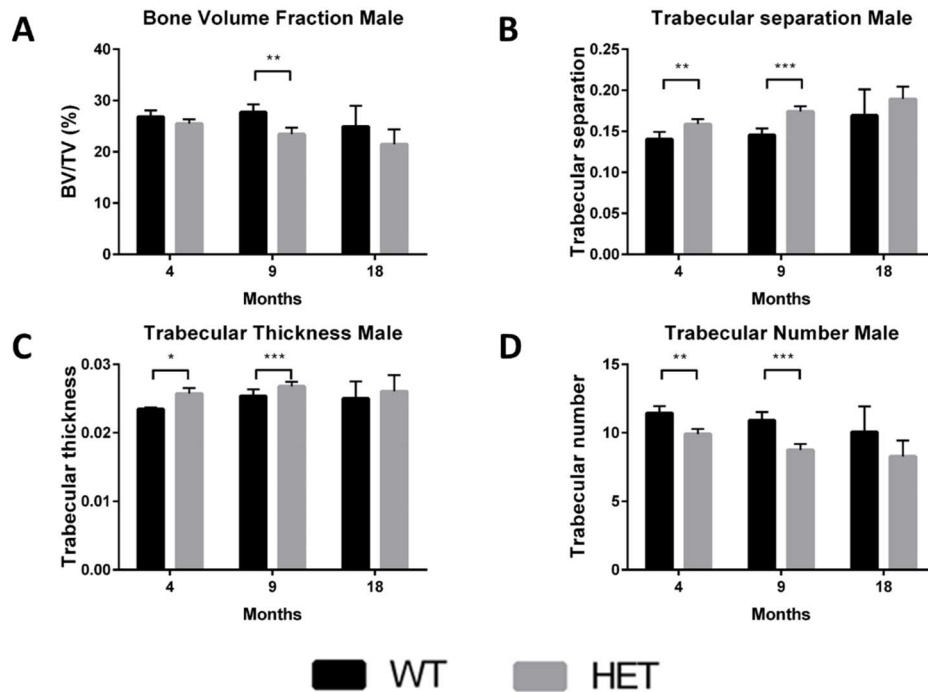 A
Bone Volume Fraction Male
BV/TV (%)
40
30
20
10
0
**
4 9 18
Months
B
Trabecular separation Male
Trabecular separation
0.25
0.20
0.15
0.10
0.05
0.00
** ***
4 9 18
Months
C
Trabecular Thickness Male
Trabecular thickness
0.03
0.02
0.01
0.00
* ***
4 9 18
Months
D
Trabecular Number Male
Trabecular number
15
10
5
0
** ***
4 9 18
Months
WT HET